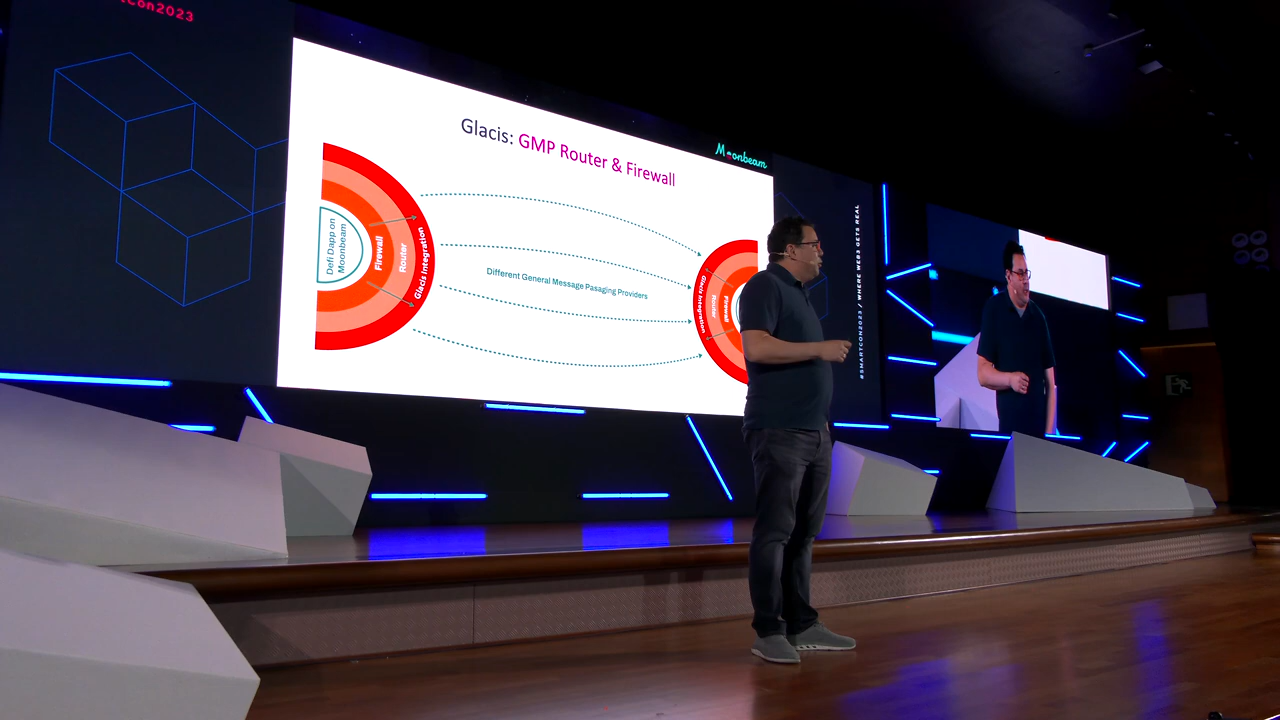 Con2023
Glacis: GMP Router & Firewall
Moonbeam
Defi Dapp on
Moonbeam
Firewall
Router
Glacis Integration
Different General Message Pasaging Providers
Glacis Integration
Router
Firewall
#SMARTCON2023 / WHERE WEB3 GETS REAL